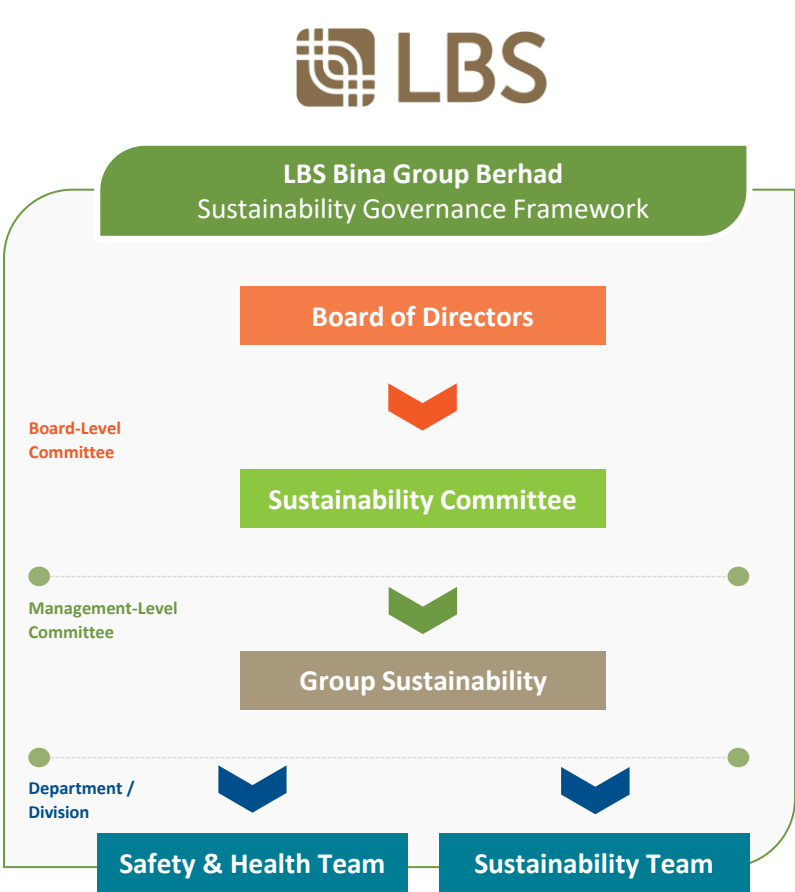 LBS
LBS Bina Group Berhad
Sustainability Governance Framework
Board of Directors
Board-Level
Committee
Sustainability Committee
Management-Level
Committee
Group Sustainability
Department /
Division
Safety & Health Team
Sustainability Team